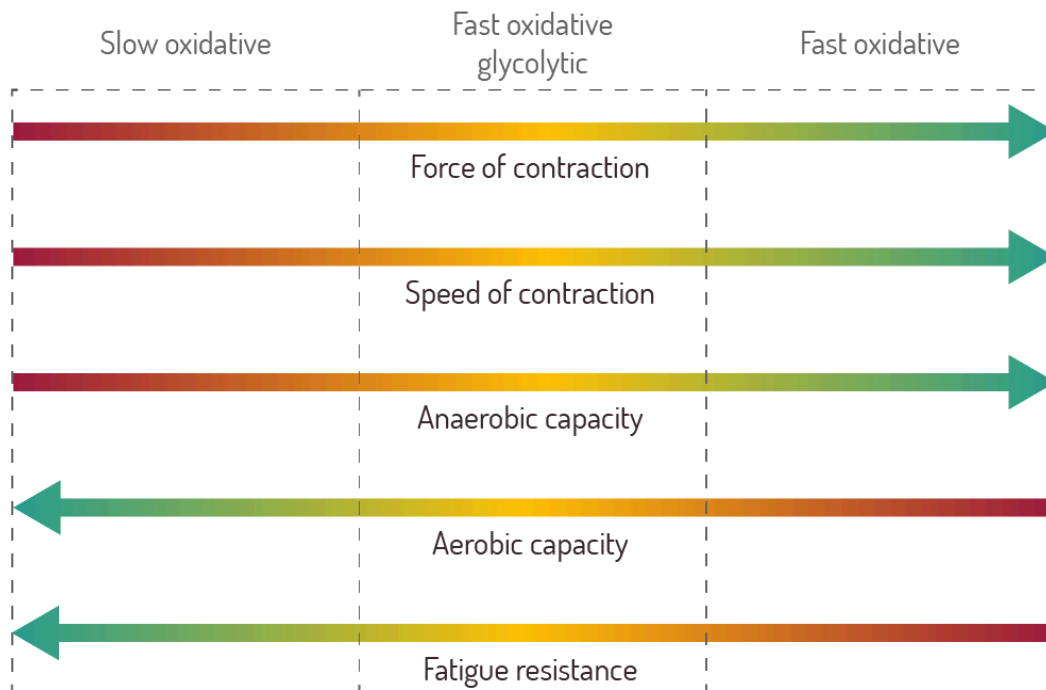 Slow oxidative
Fast oxidative
glycolytic
Fast oxidative
Force of contraction
Speed of contraction
Anaerobic capacity
Aerobic capacity
Fatigue resistance